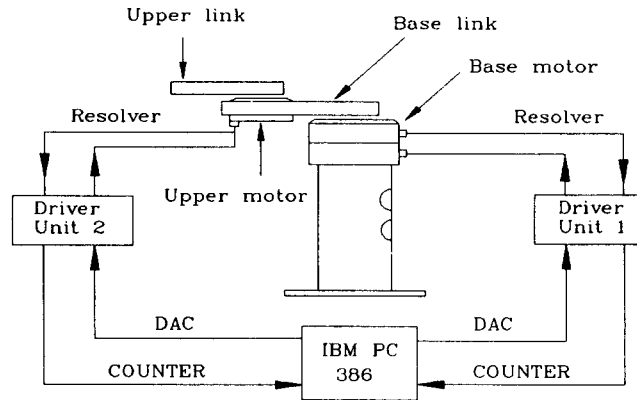 Upper link
Base link
Base motor
Resolver
Resolver
Upper motor
Driver
Unit 2
Driver
Unit 1
DAC
DAC
IBM PC
386
COUNTER
COUNTER